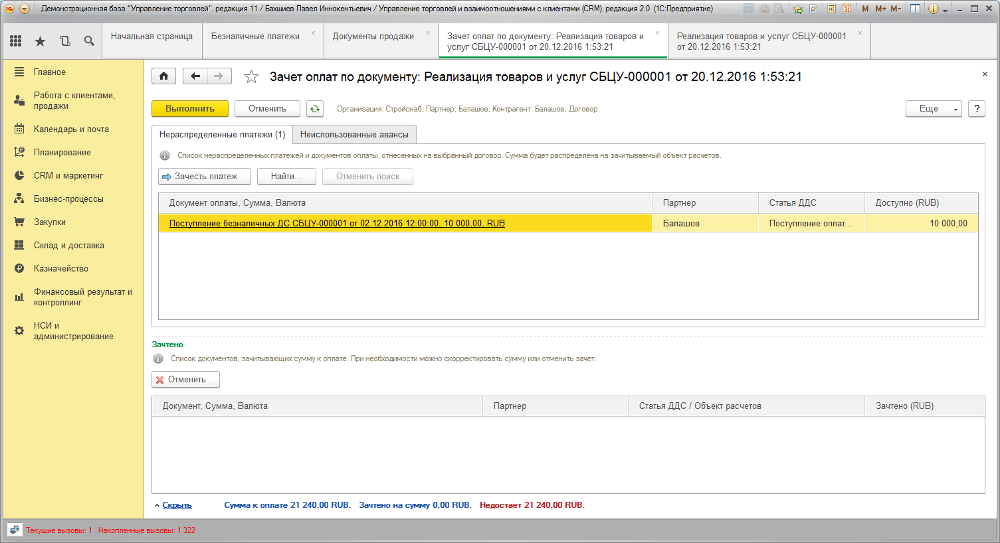 Демонстрационная база "Управление торговлей", редакция 11 / Бахшиев Павел Иннокентьевич / Управление торговлей и взаимоотношениями с клиентами (CRM), редакция 2.0 (1С:Предприятие)
M M+ M-
Начальная страница
Безналичные платежи
Документы продажи
Зачет оплат по документу: Реализация товаров и
услуг СБЦУ-000001 от 20.12.2016 1:53:21
Реализация товаров и услуг СБЦУ-000001
от 20.12.2016 1:53:21
Главное
Работа с клиентами,
продажи
Календарь и почта
Планирование
CRM и маркетинг
Бизнес-процессы
Закупки
Склад и доставка
Казначейство
Финансовый результат и
контроллинг
НСИ и
администрирование
Зачет оплат по документу: Реализация товаров и услуг СБЦУ-000001 от 20.12.2016 1:53:21
Выполнить
Отменить
Организация: Стройснаб, Партнер: Балашов, Контрагент: Балашов, Договор:
Еще
?
Нераспределенные платежи (1)
Неиспользованные авансы
Список нераспределенных платежей и документов оплаты, отнесенных на выбранный договор. Сумма будет распределена на зачитываемый объект расчетов.
Зачесть платеж
Найти...
Отменить поиск
Документ оплаты, Сумма, Валюта
Партнер
Статья ДДС
Доступно (RUB)
Поступление безналичных ДС СБЦУ-000001 от 02.12.2016 12:00:00, 10 000,00, RUB
Балашов
Поступление оплат...
10 000,00
Зачтено
Список документов, зачитывающих сумму к оплате. При необходимости можно скорректировать сумму или отменить зачет.
Отменить
Документ, Сумма, Валюта
Партнер
Статья ДДС / Объект расчетов
Зачтено (RUB)
Скрыть
Сумма к оплате 21 240,00 RUB.
Зачтено на сумму 0,00 RUB.
Недостает 21 240,00 RUB.
Текущие вызовы: 1 Накопленные вызовы: 1 322